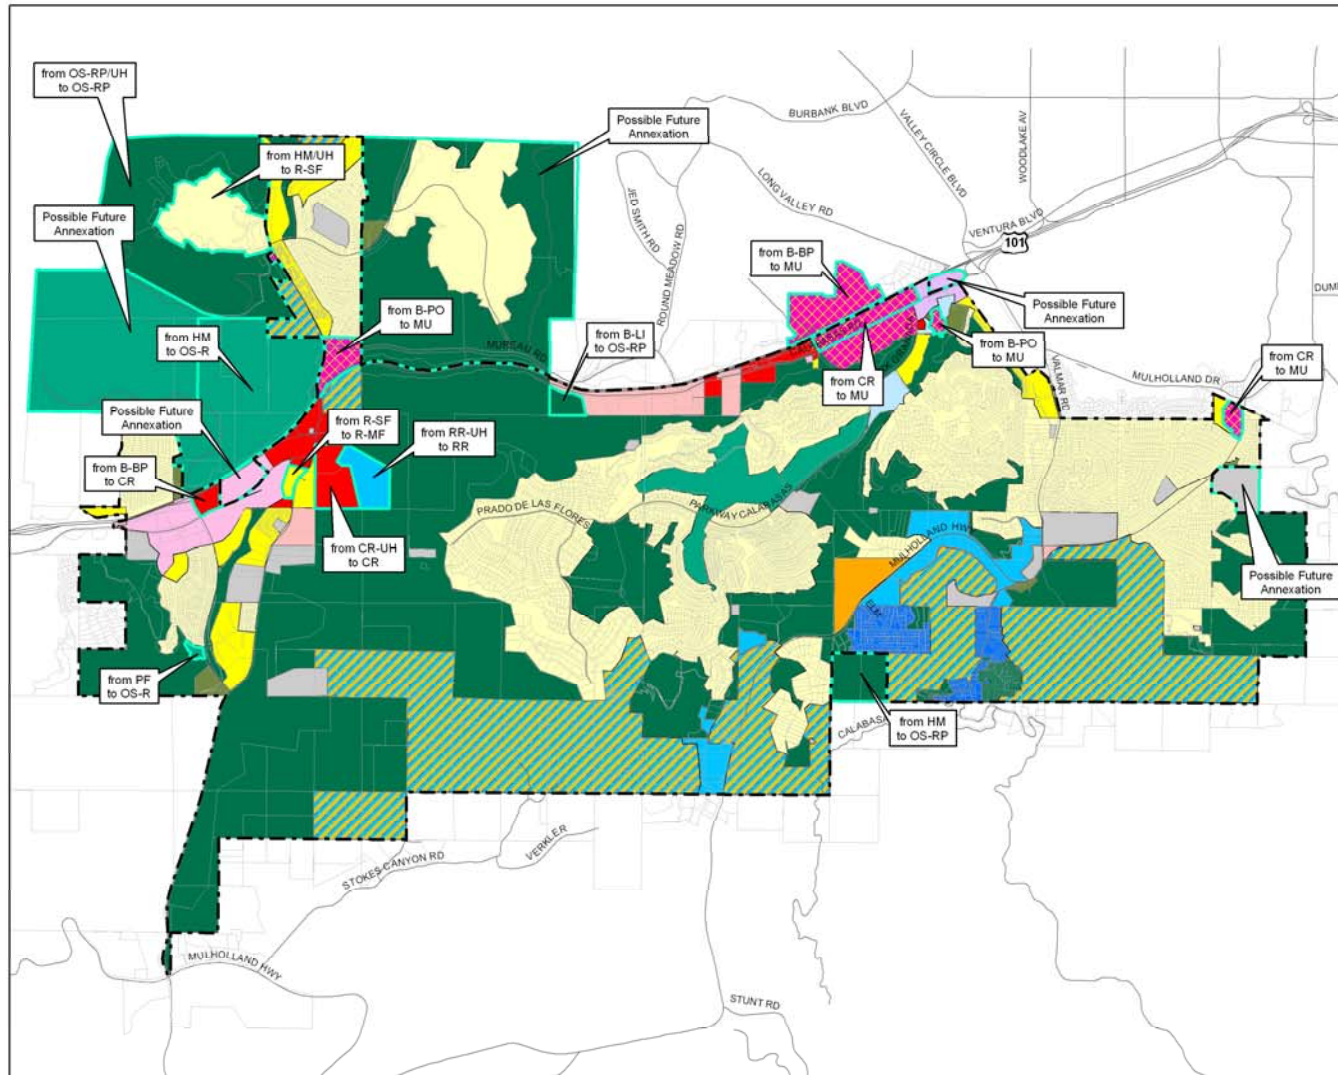 from OS-RP/UH
to OS-RP
Possible Future
Annexation
from HM/UH
to R-SF
Possible Future
Annexation
from HM
to OS-R
Possible Future
Annexation
from B-BP
to CR
from B-PO
to MU
from R-SF
to R-MF
from RR-UH
to RR
from CR-UH
to CR
from PF
to OS-R
from B-LI
to OS-RP
from B-BP
to MU
from CR
to MU
Possible Future
Annexation
from B-PO
to MU
from CR
to MU
Possible Future
Annexation
from HM
to OS-RP
BURBANK BLVD
VALLEY CIRCLE BLVD
WOODLAKE AV
LONG VALLEY RD
JED SMITH RD
ROUND MEADOW RD
VENTURA BLVD
101
MUREAU RD
VALMAR RD
MULHOLLAND DR
DUM
PRADO DE LAS FLORES
PARKWAY CALABASAS
MULHOLLAND HWY
ELM
CALABASA
STOKES CANYON RD
VERKLER
MULHOLLAND HWY
STUNT RD